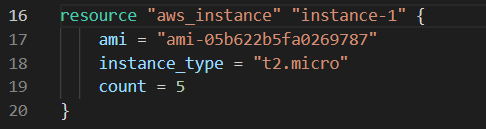 16 resource "aws_instance" "instance-1" {
17 ami = "ami-05b622b5fa0269787"
18 instance_type = "t2.micro"
19 count = 5
20 }